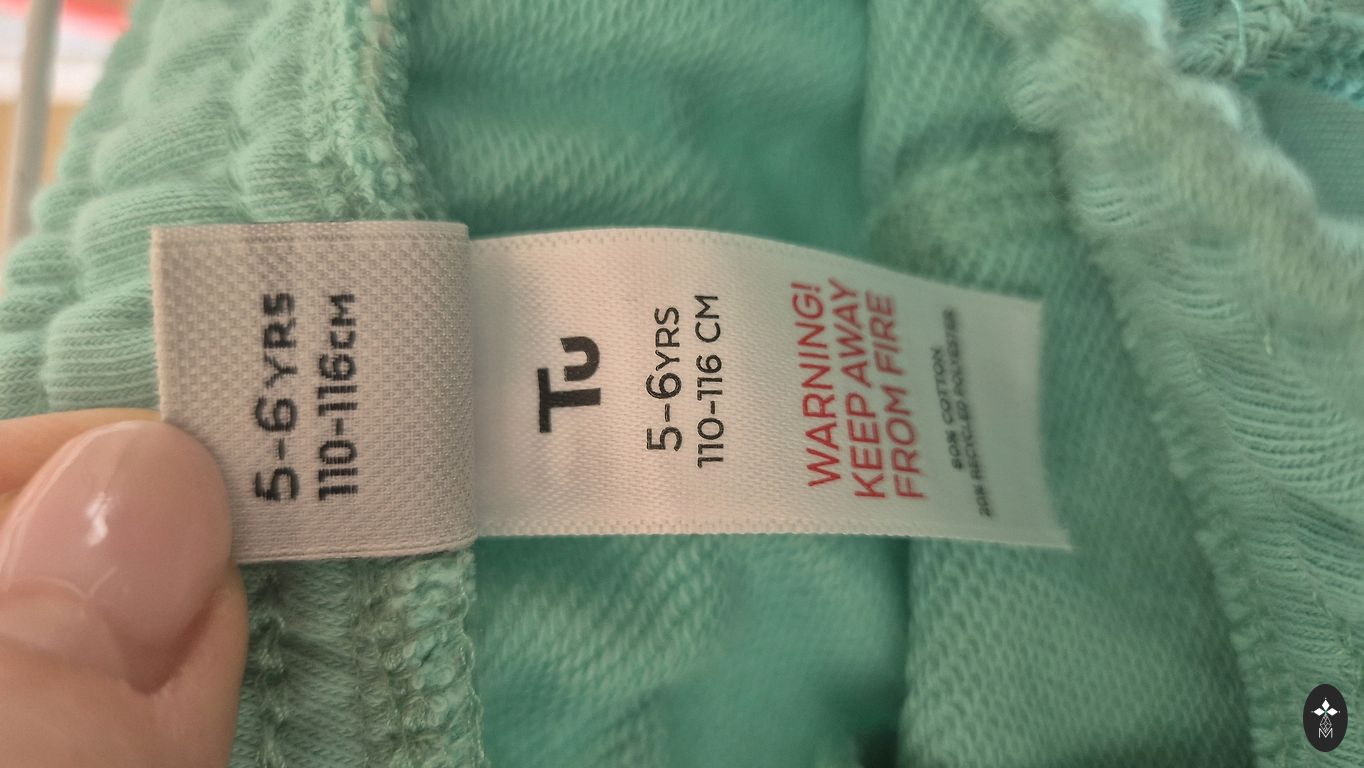 5-6YRS
110-116CM
Tu
5-6YRS
110-116 CM
WARNING!
KEEP AWAY
FROM FIRE
80% COTTON
20% RECYCLED POLYESTER
M